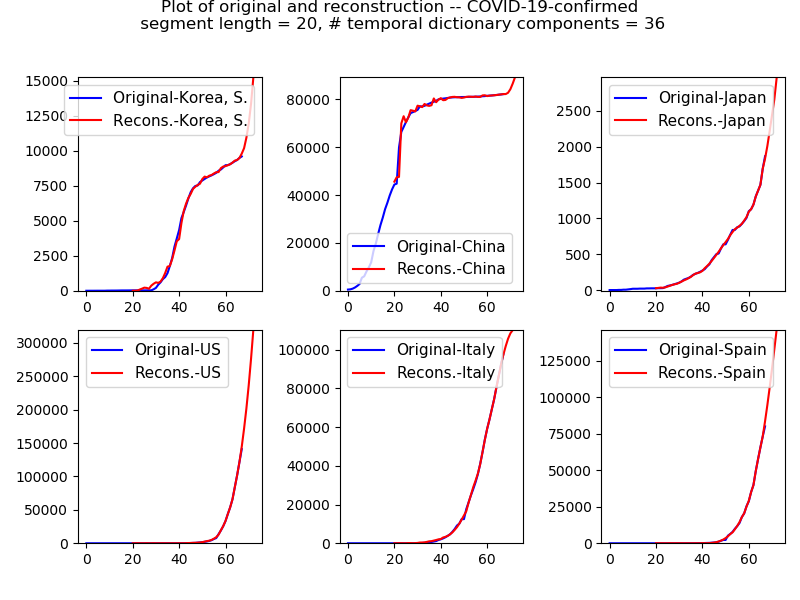 Plot of original and reconstruction -- COVID-19-confirmed
segment length = 20, # temporal dictionary components = 36
15000
12500
10000
7500
5000
2500
0
0 20 40 60
Original-Korea, S.
Recons.-Korea, S.
80000
60000
40000
20000
0
0 20 40 60
Original-China
Recons.-China
2500
2000
1500
1000
500
0
0 20 40 60
Original-Japan
Recons.-Japan
300000
250000
200000
150000
100000
50000
0
0 20 40 60
Original-US
Recons.-US
100000
80000
60000
40000
20000
0
0 20 40 60
Original-Italy
Recons.-Italy
125000
100000
75000
50000
25000
0
0 20 40 60
Original-Spain
Recons.-Spain